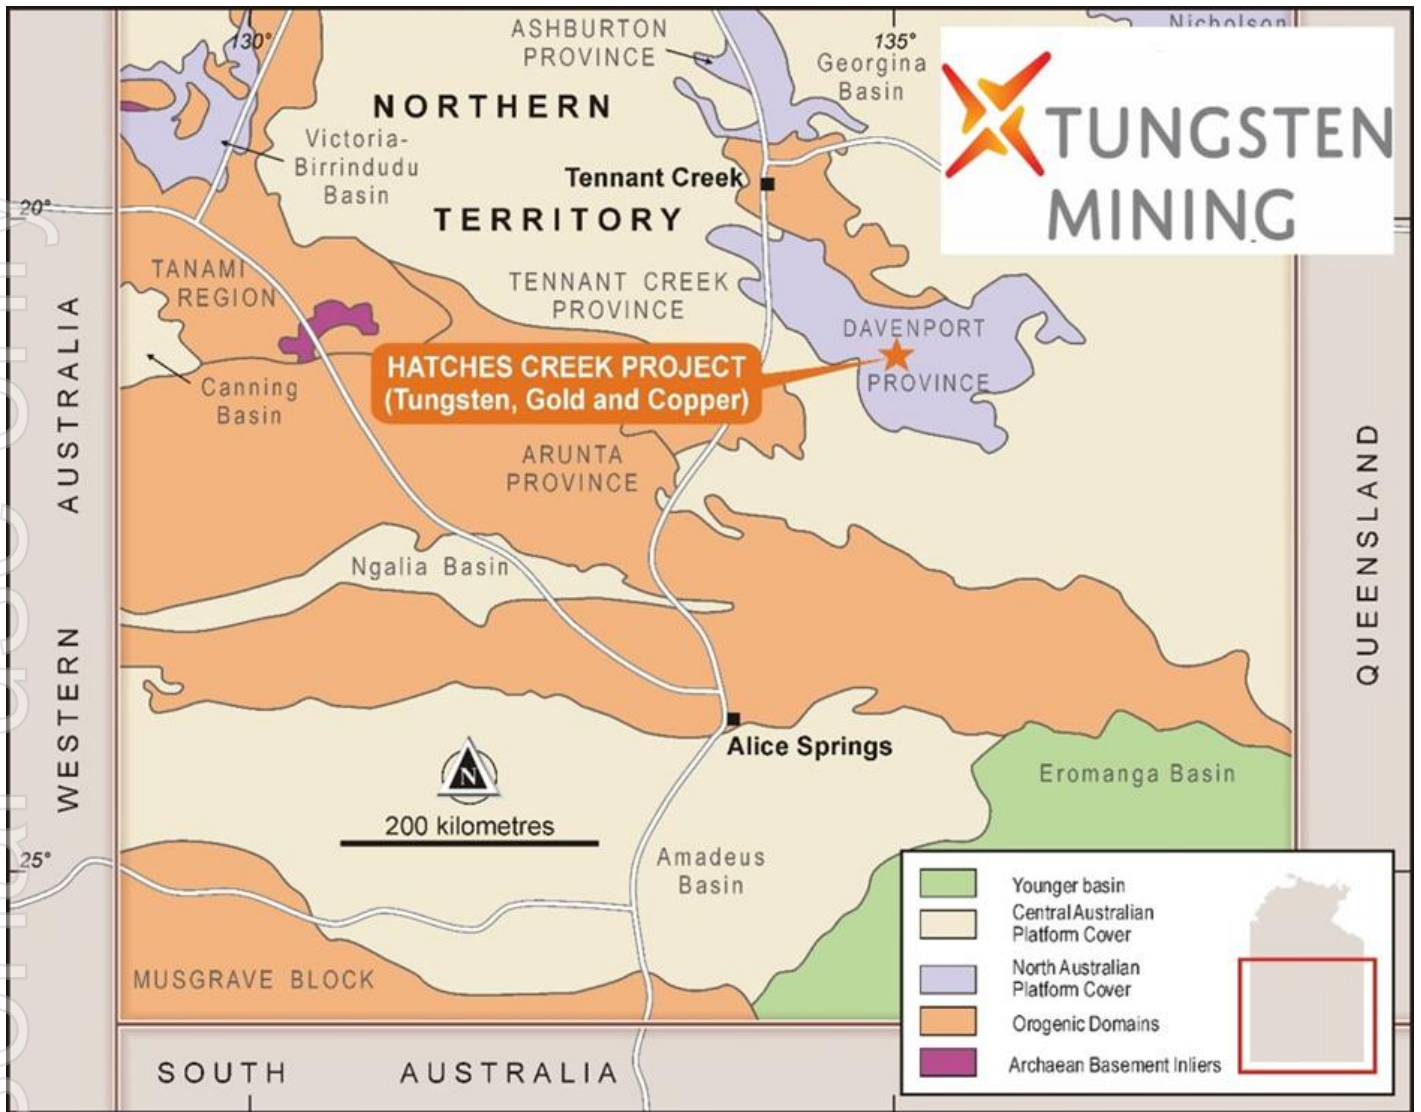 130°
ASHBURTON
PROVINCE
135°
Nicholson
Georgina
Basin
TUNGSTEN
MINING
NORTHERN
TERRITORY
Victoria-
Birrindudu
Basin
Tennant Creek
20°
TANAMI
REGION
TENNANT CREEK
PROVINCE
DAVENPORT
PROVINCE
HATCHES CREEK PROJECT
(Tungsten, Gold and Copper)
Canning
Basin
ARUNTA
PROVINCE
WESTERN AUSTRALIA
QUEENSLAND
Ngalia Basin
Alice Springs
Eromanga Basin
N
200 kilometres
Amadeus
Basin
25°
MUSGRAVE BLOCK
SOUTH AUSTRALIA
Younger basin
Central Australian
Platform Cover
North Australian
Platform Cover
Orogenic Domains
Archaean Basement Inliers